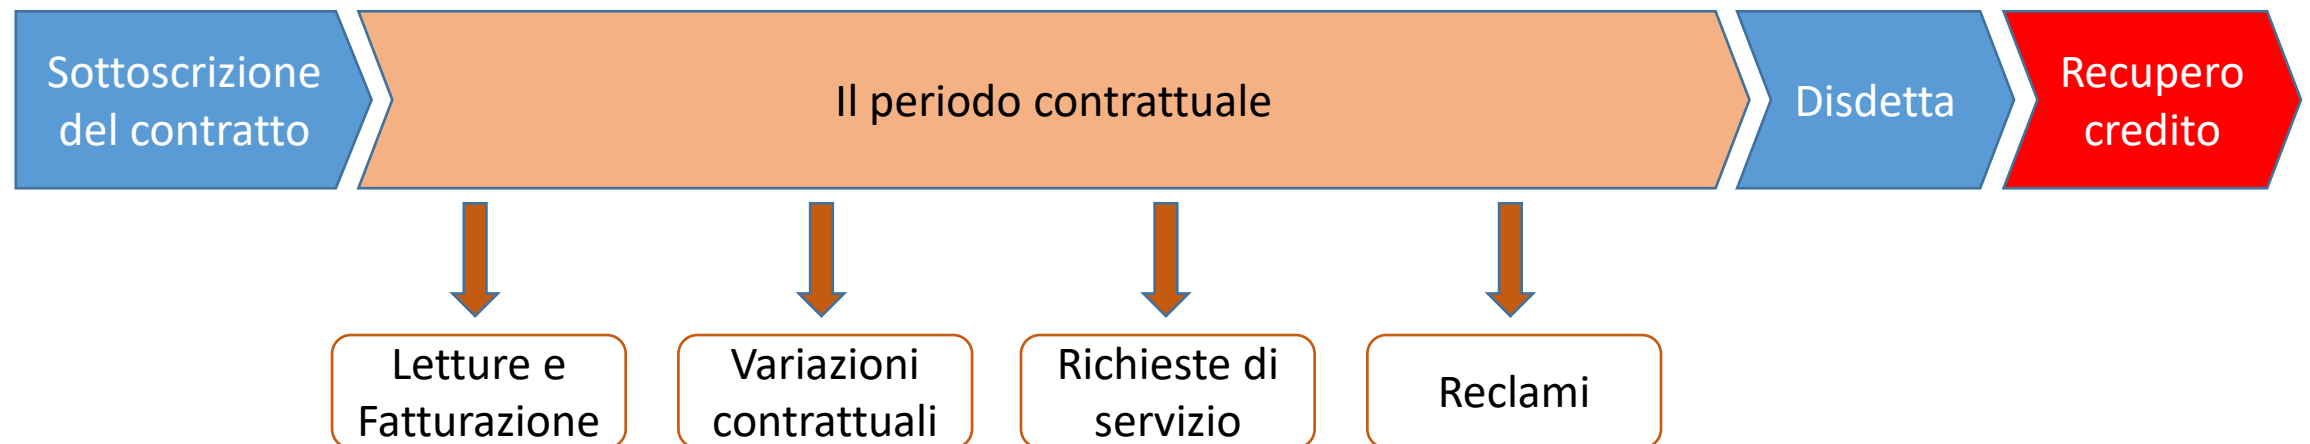 Sottoscrizione
del contratto
Il periodo contrattuale
Disdetta
Recupero
credito
Letture e
Fatturazione
Variazioni
contrattuali
Richieste di
servizio
Reclami